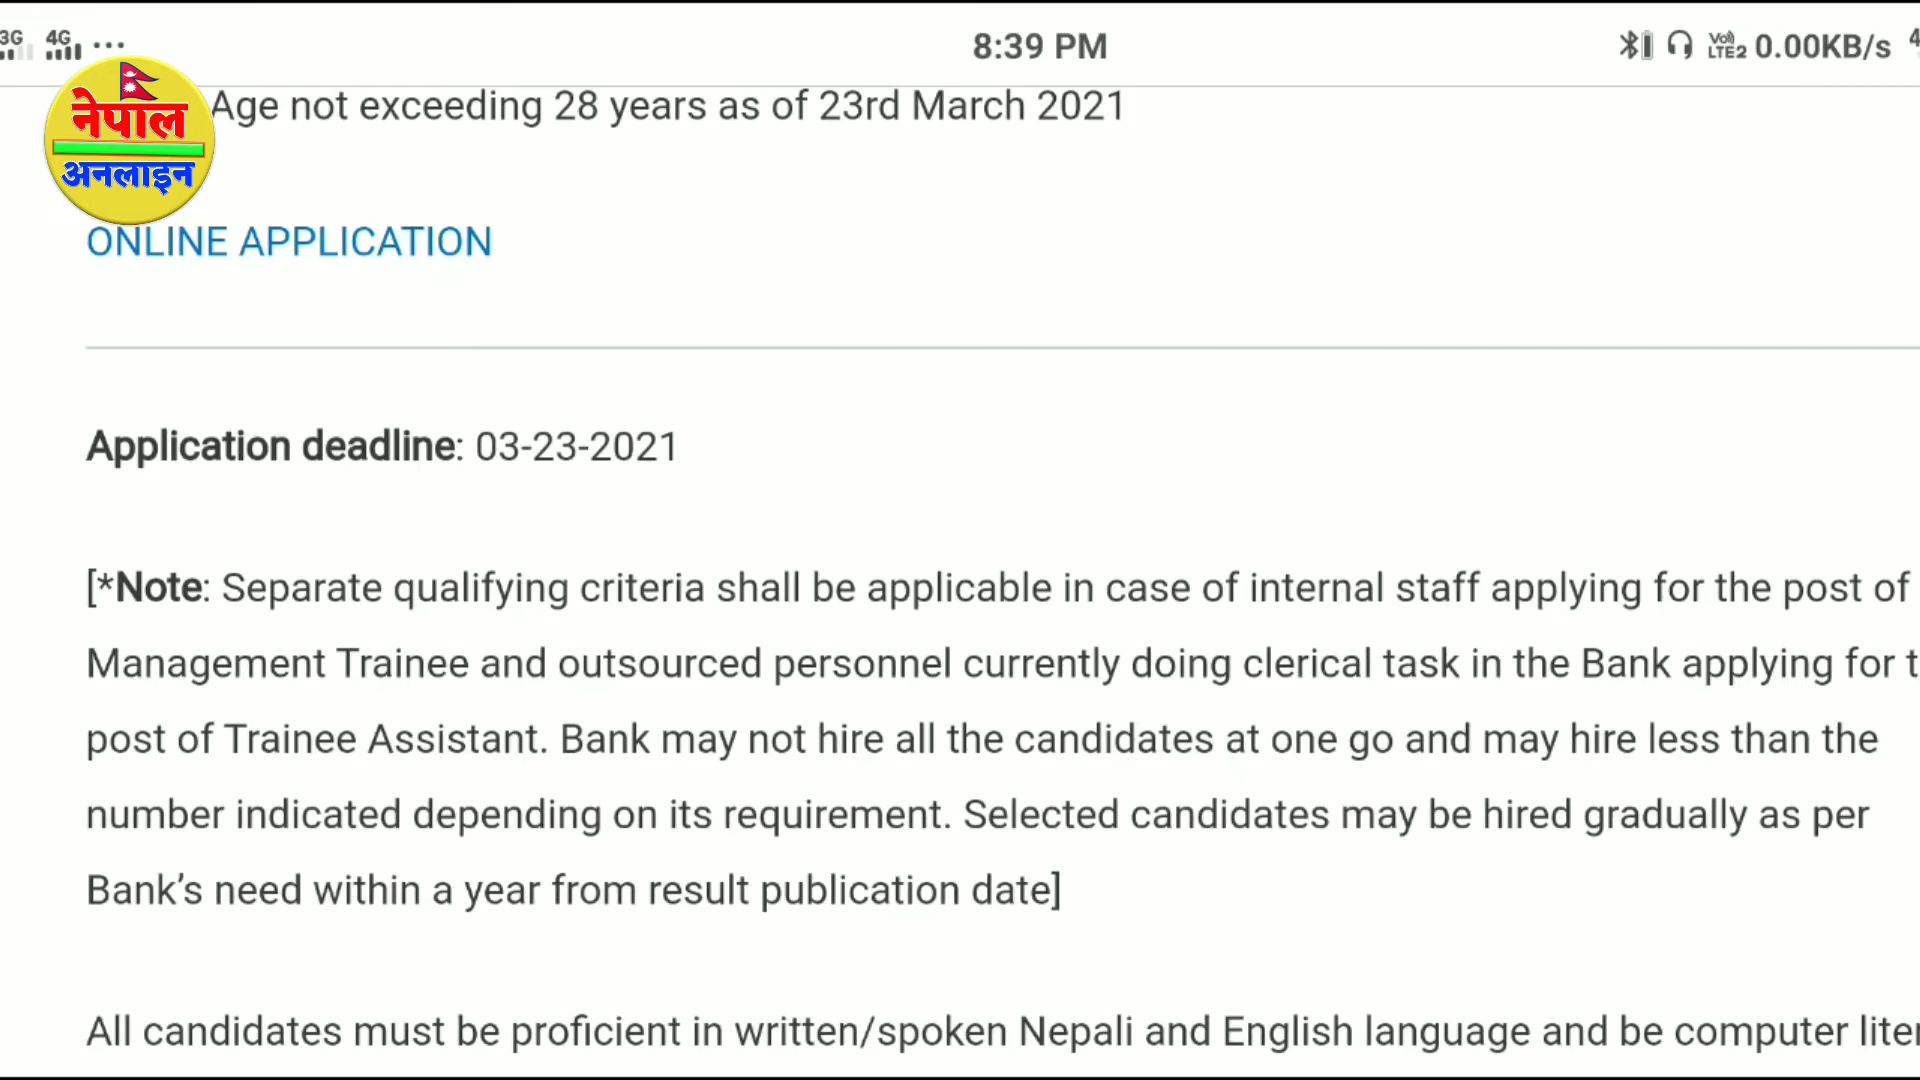 3G 4G ... 8:39 PM VoLTE2 0.00KB/s
नेपाल
अनलाइन
Age not exceeding 28 years as of 23rd March 2021
ONLINE APPLICATION
Application deadline: 03-23-2021
[*Note: Separate qualifying criteria shall be applicable in case of internal staff applying for the post of
Management Trainee and outsourced personnel currently doing clerical task in the Bank applying for
post of Trainee Assistant. Bank may not hire all the candidates at one go and may hire less than the
number indicated depending on its requirement. Selected candidates may be hired gradually as per
Bank’s need within a year from result publication date]
All candidates must be proficient in written/spoken Nepali and English language and be computer